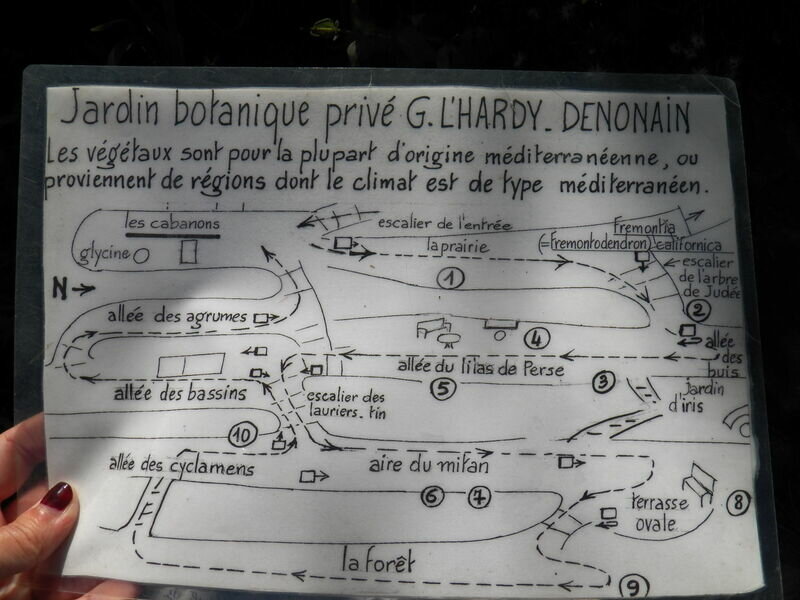 Jardin botanique privé G. L'HARDY_DENONAIN
Les végétaux sont pour la plupart d'origine méditerranéenne, ou
proviennent de régions dont le climat est de type méditerranéen.
les cabanons
glycine
escalier de l'entrée
la prairie
Fremontia
(=Fremontodendron) californica
escalier
de l'arbre
de Judée
N
1
2
allée des agrumes
4
allée
des
buis
allée du lilas de Perse
3
5
allée des bassins
escalier des
lauriers-tin
Jardin
d'iris
10
allée des cyclamens
aire du mitan
6
7
terrasse
ovale
8
la forêt
9